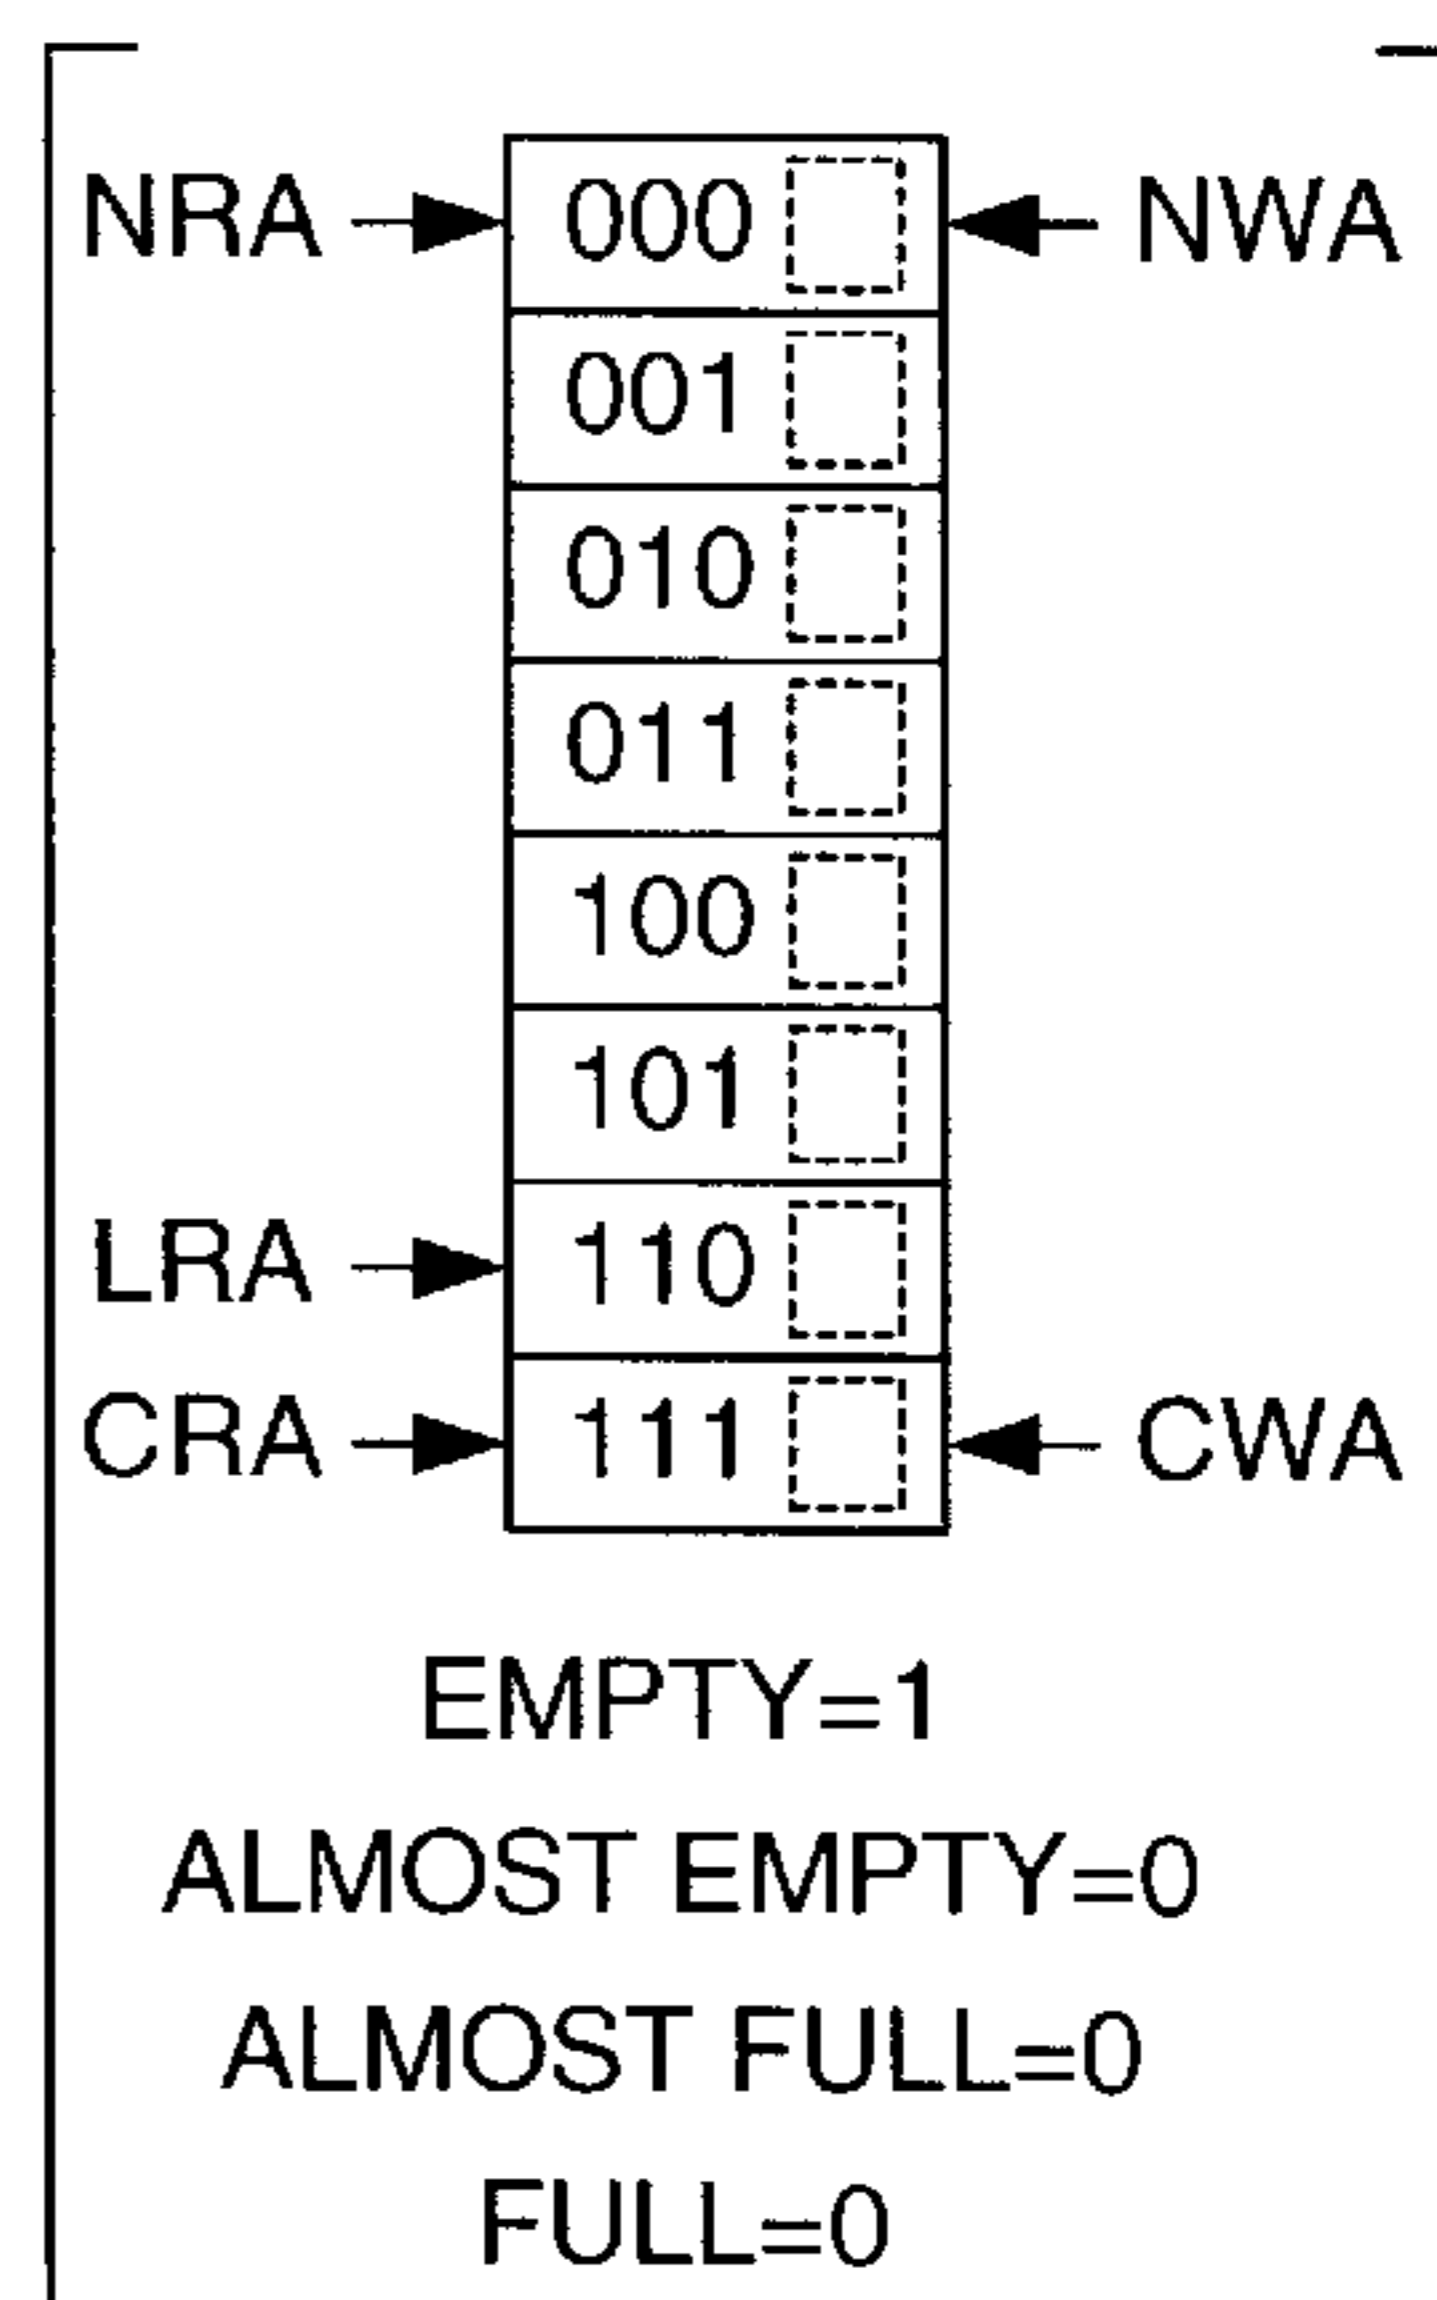 NRA 000 NWA
001
010
011
100
101
LRA 110
CRA 111 CWA
EMPTY=1
ALMOST EMPTY=0
ALMOST FULL=0
FULL=0